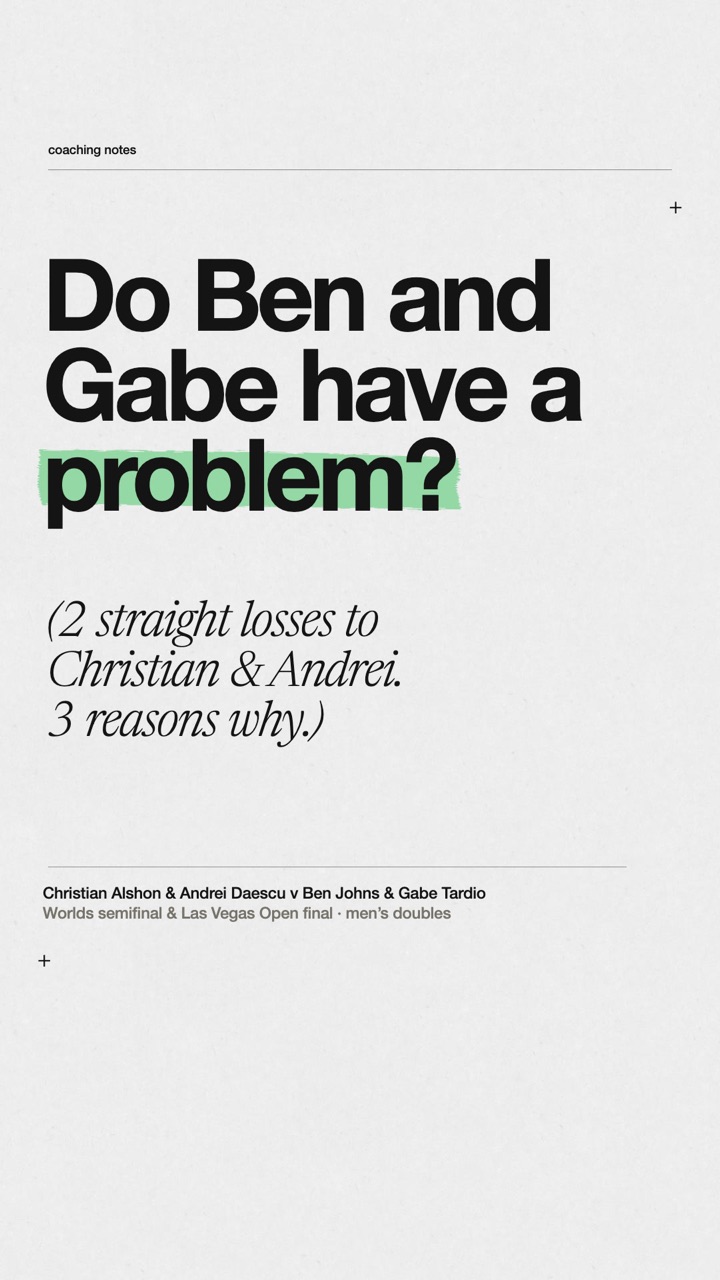 coaching notes
+
Do Ben and
Gabe have a
problem?
(2 straight losses to
Christian & Andrei.
3 reasons why.)
Christian Alshon & Andrei Daescu v Ben Johns & Gabe Tardio
Worlds semifinal & Las Vegas Open final · men’s doubles
+